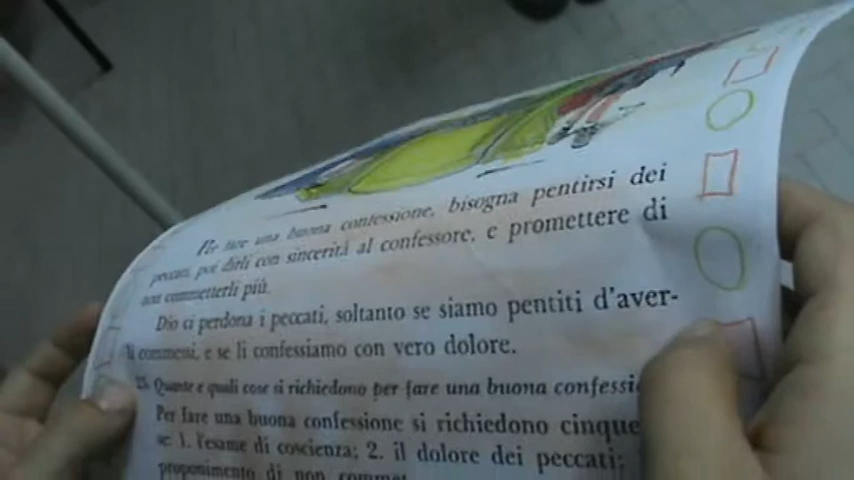 Per fare una buona confessione, bisogna pentirsi dei
peccati, poi dirli con sincerità al confessore, e promettere di
non commetterli più.
Dio ci perdona i peccati, soltanto se siamo pentiti d'aver-
li commessi, e se li confessiamo con vero dolore.
25. Quante e quali cose si richiedono per fare una buona confessi
Per fare una buona confessione si richiedono cinque
se: 1. l'esame di coscienza; 2. il dolore dei peccati;
proponimento di non commet